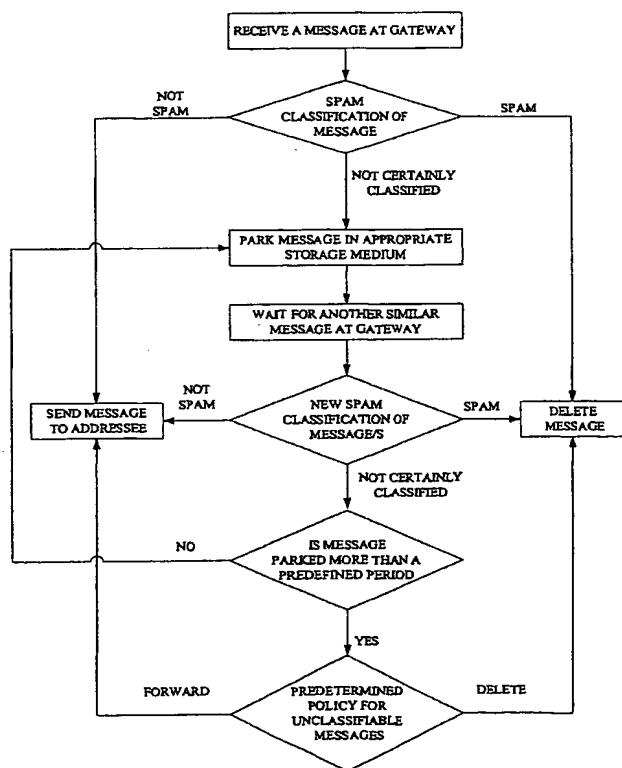 RECEIVE A MESSAGE AT GATEWAY
NOT
SPAM
SPAM
CLASSIFICATION OF
MESSAGE
SPAM
NOT CERTAINLY
CLASSIFIED
PARK MESSAGE IN APPROPRIATE
STORAGE MEDIUM
WAIT FOR ANOTHER SIMILAR
MESSAGE AT GATEWAY
SEND MESSAGE
TO ADDRESSEE
NOT
SPAM
NEW SPAM
CLASSIFICATION OF
MESSAGE/S
SPAM
DELETE
MESSAGE
NOT CERTAINLY
CLASSIFIED
NO
IS MESSAGE
PARKED MORE THAN A
PREDEFINED PERIOD
YES
FORWARD
PREDETERMINED
POLICY FOR
UNCLASSIFIABLE
MESSAGES
DELETE